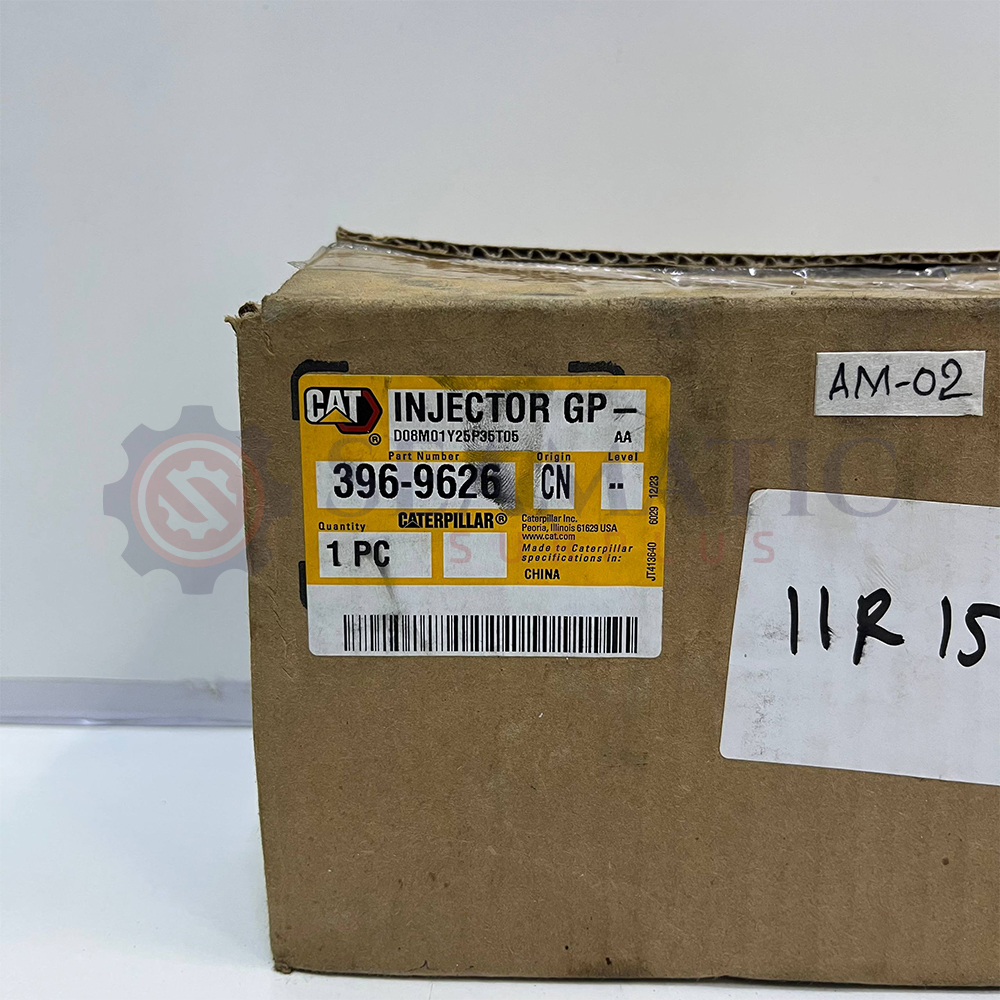 AM-02
CAT
INJECTOR GP-
®
D08M01Y25P35T05
AA
Part Number
Origin
Level
396-9626
CN
--
Quantity
CATERPILLAR®
Caterpillar Inc.
Peoria, Illinois 61629 USA
www.cat.com
1 PC
Made to Caterpillar
specifications in:
CHINA
JT413640
6029 12/23
11R 15
SURPLUS